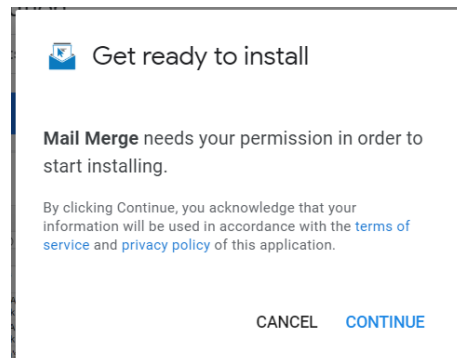 Get ready to install
Mail Merge needs your permission in order to
start installing.
By clicking Continue, you acknowledge that your
information will be used in accordance with the terms of
service and privacy policy of this application.
CANCEL CONTINUE